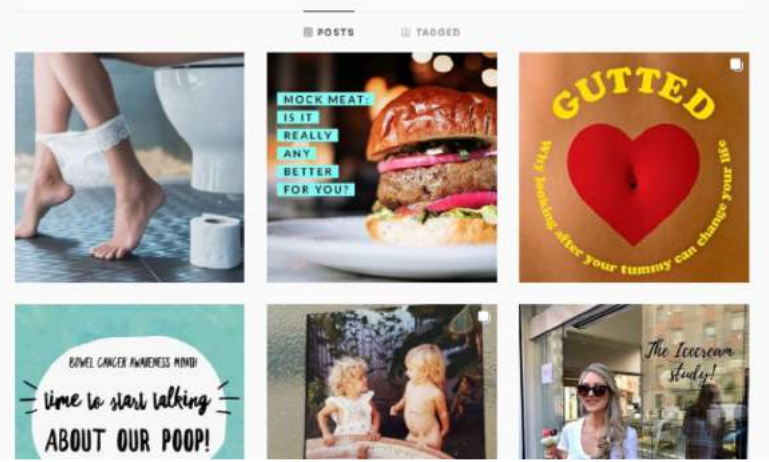 POSTS
TAGGED
MOCK MEAT:
IS IT
REALLY
ANY
BETTER
FOR YOU?
GUTTED
Why looking after your tummy can change your life
BOWEL CANCER AWARENESS MONTH
time to start talking
ABOUT OUR POOP!
The Icecream
study!